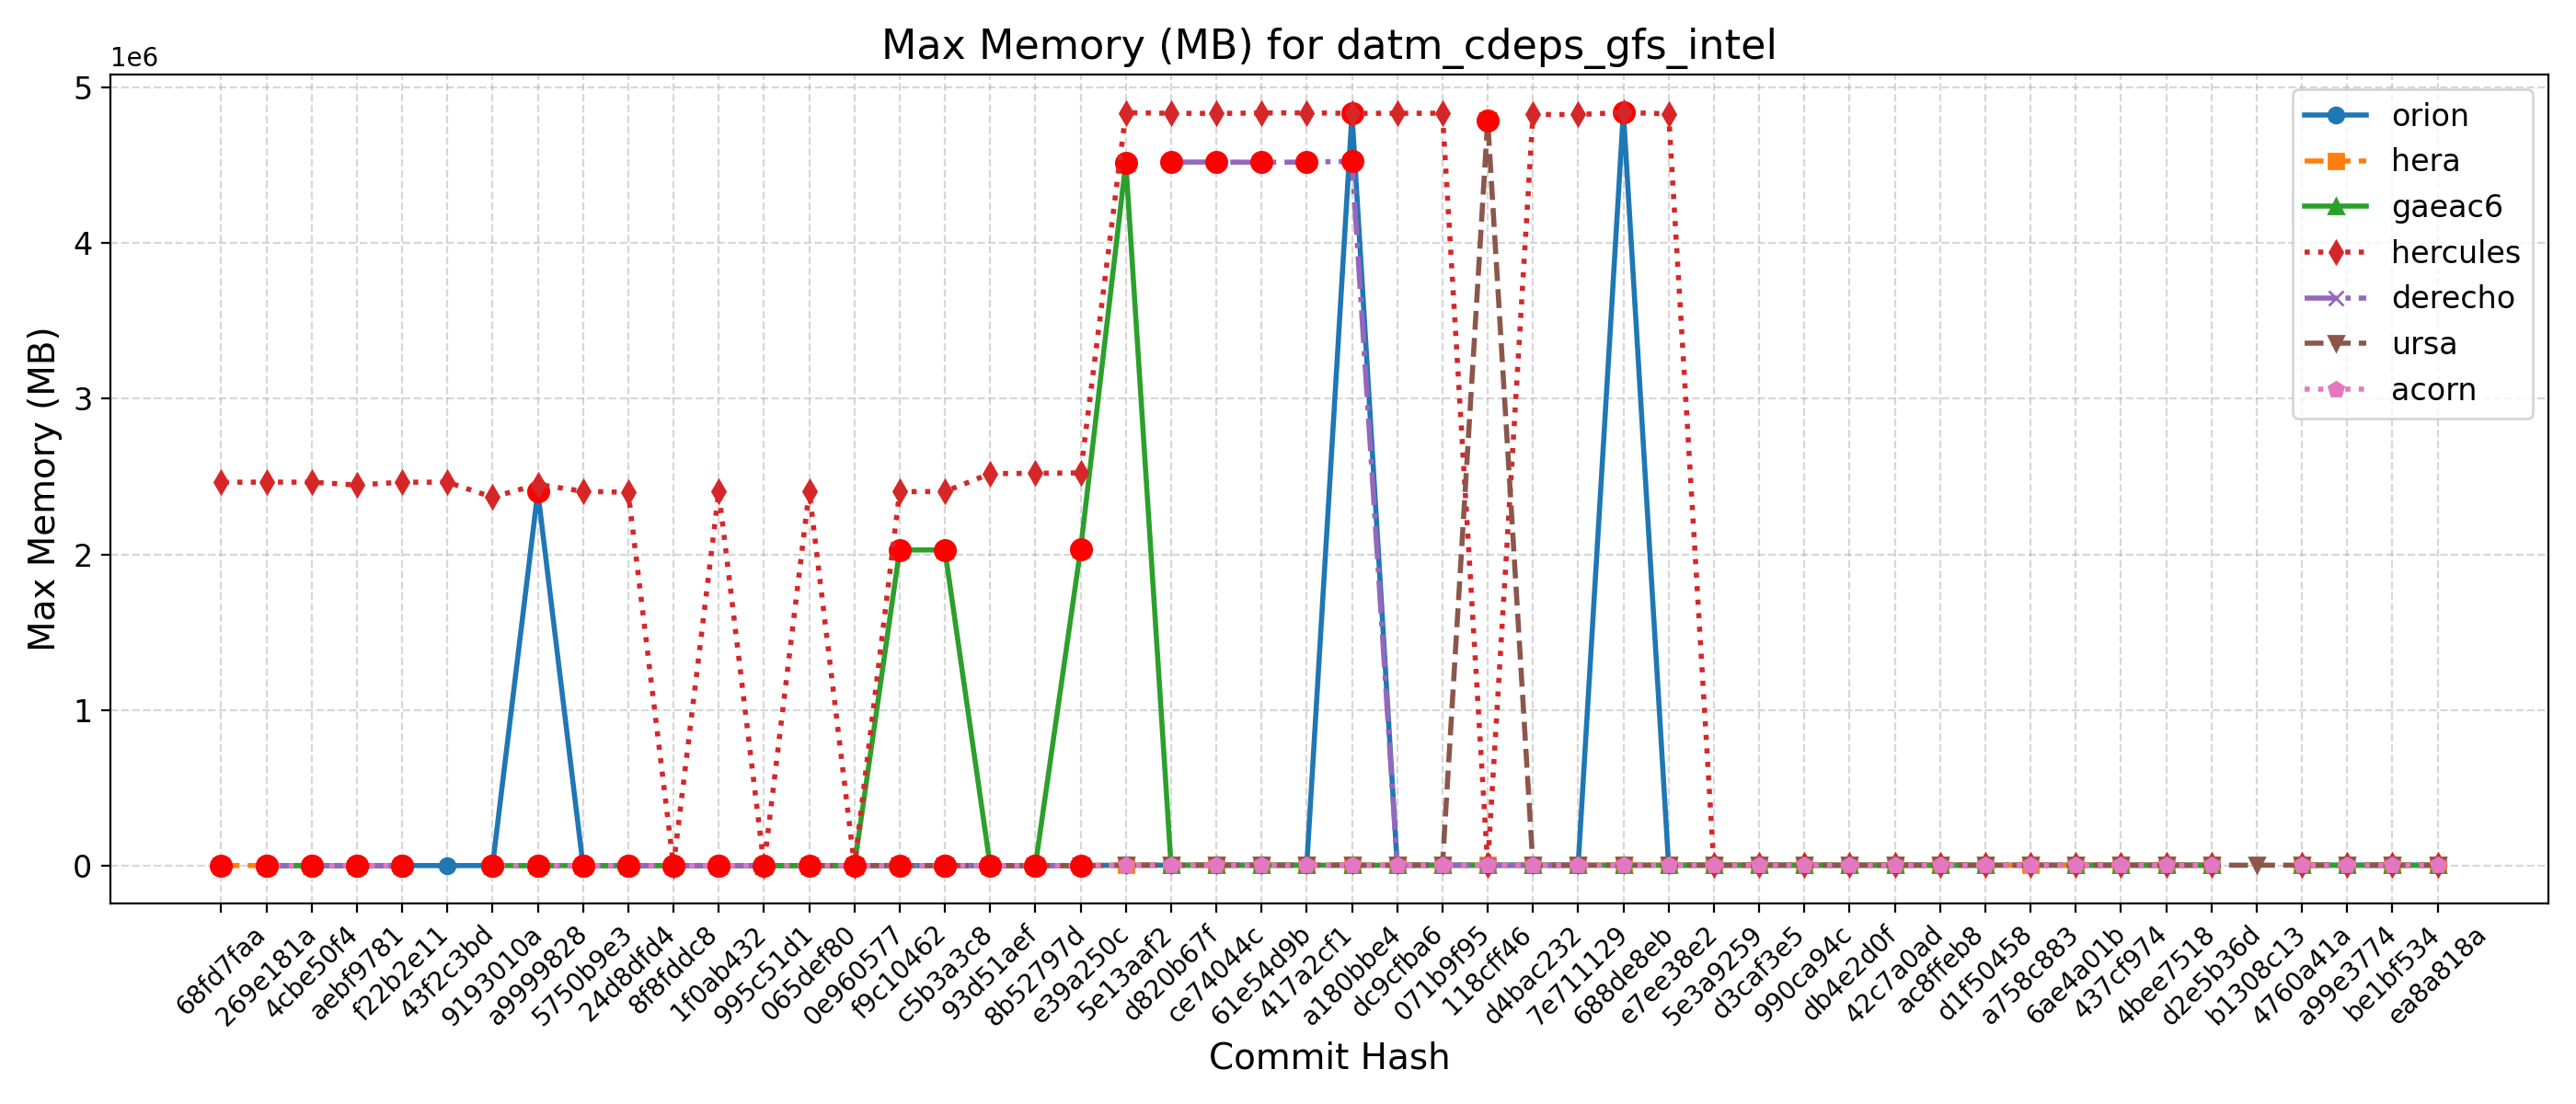 Max Memory (MB) for datm_cdeps_gfs_intel
1e6
5
4
3
2
1
0
Max Memory (MB)
orion
hera
gaeac6
hercules
derecho
ursa
acorn
68fd7faa
269e181a
4cbe50f4
aebf9781
f22b2e11
43f2c3bd
9193010a
a9999828
5750b9e3
24d8dfd4
8f8fddc8
1f0ab432
995c51d1
065def80
0e960577
f9c10462
c5b3a3c8
93d51aef
8b52797d
e39a250c
5e13aaf2
d820b67f
ce74044c
61e54d9b
417a2cf1
a180bbe4
dc9cfba6
071b9f95
118cff46
d4bac232
7e711129
688de8eb
e7ee38e2
5e3a9259
d3caf3e5
990ca94c
db4e2d0f
42c7a0ad
ac8ffeb8
d1f50458
a758c883
6ae4a01b
437cf974
4bee7518
d2e5b36d
b1308c13
4760a41a
a99e3774
be1bf534
ea8a818a
Commit Hash